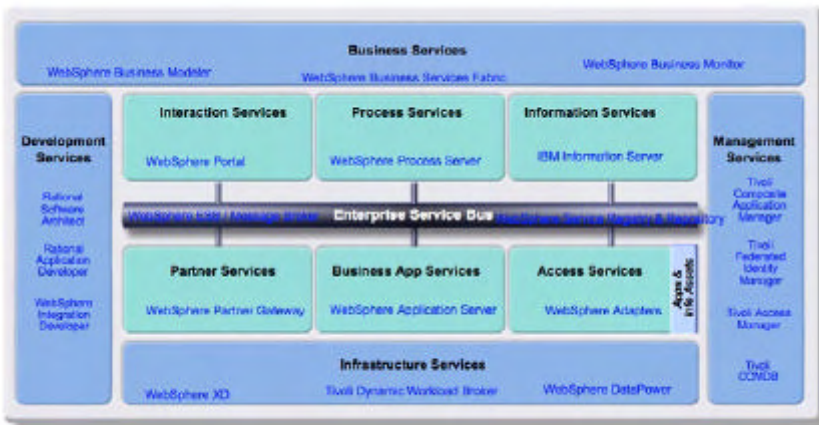 Business Services
WebSphere Business Modeler
WebSphere Business Services Fabric
WebSphere Business Monitor
Development
Services
Rational
Software
Architect
Rational
Application
Developer
WebSphere
Integration
Developer
Interaction Services
WebSphere Portal
Process Services
WebSphere Process Server
Information Services
IBM Information Server
WebSphere ESB / Message Broker
Enterprise Service Bus
WebSphere Service Registry & Repository
Partner Services
WebSphere Partner Gateway
Business App Services
WebSphere Application Server
Access Services
WebSphere Adapters
Apps &
Info Assets
Management
Services
Tivoli
Composite
Application
Manager
Tivoli
Federated
Identity
Manager
Tivoli Access
Manager
Tivoli
CCMDB
Infrastructure Services
WebSphere XD
Tivoli Dynamic Workload Broker
WebSphere DataPower